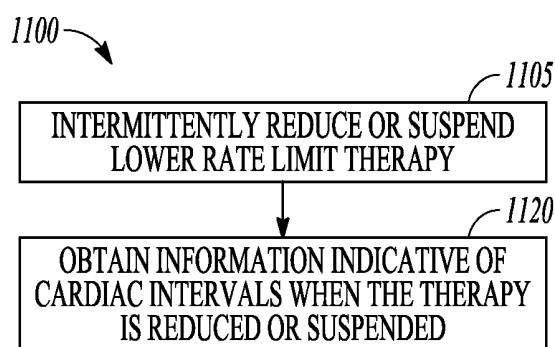 1100
1105
INTERMITTENTLY REDUCE OR SUSPEND
LOWER RATE LIMIT THERAPY
1120
OBTAIN INFORMATION INDICATIVE OF
CARDIAC INTERVALS WHEN THE THERAPY
IS REDUCED OR SUSPENDED